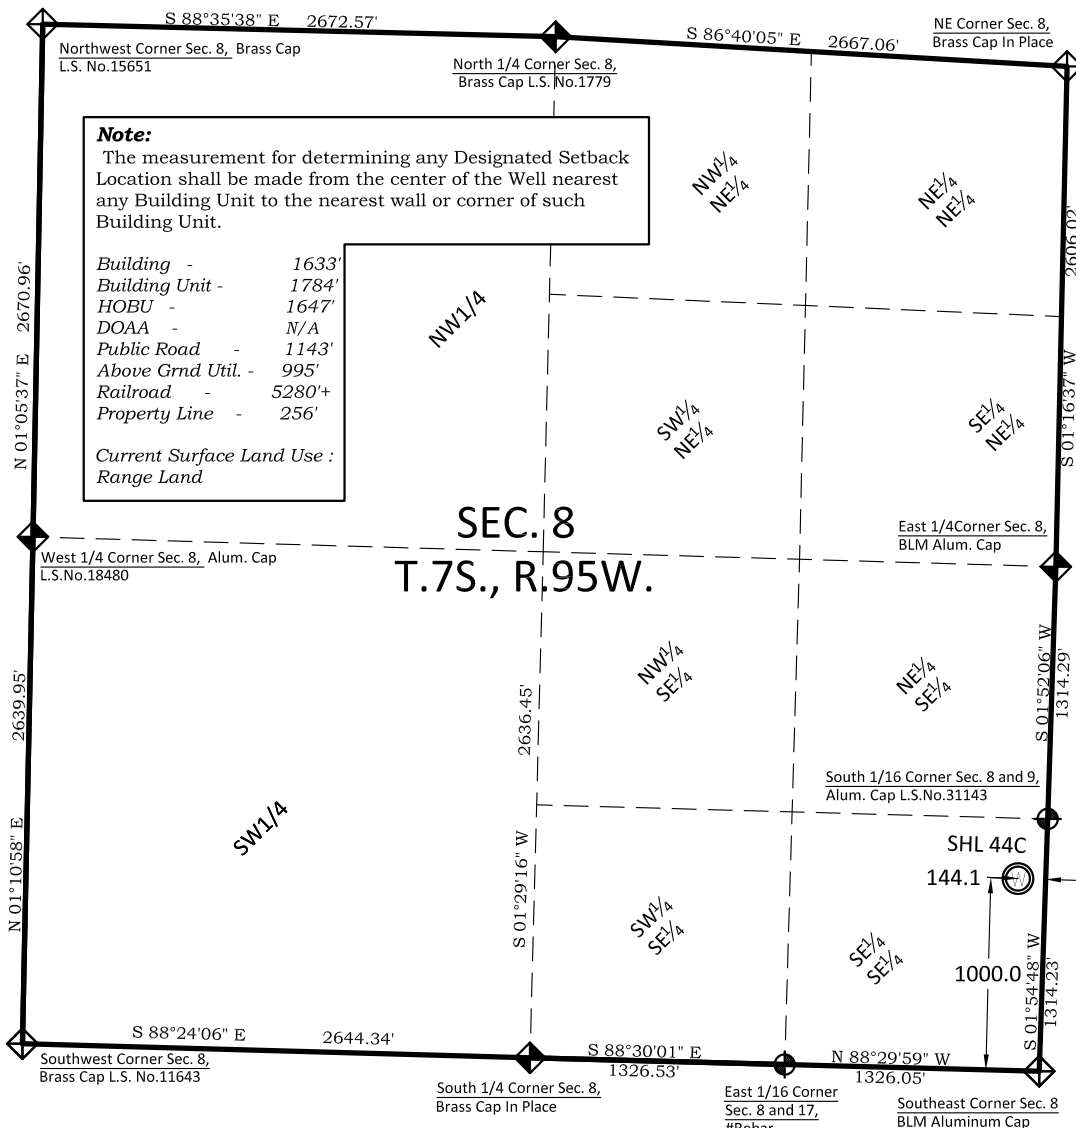 S 88°35'38" E 2672.57'
S 86°40'05" E 2667.06'
NE Corner Sec. 8,
Brass Cap In Place
Northwest Corner Sec. 8, Brass Cap
L.S. No.15651
North 1/4 Corner Sec. 8,
Brass Cap L.S. No.1779
Note:
The measurement for determining any Designated Setback
Location shall be made from the center of the Well nearest
any Building Unit to the nearest wall or corner of such
Building Unit.
Building - 1633'
Building Unit - 1784'
HOBU - 1647'
DOAA - N/A
Public Road - 1143'
Above Grnd Util. - 995'
Railroad - 5280'+
Property Line - 256'
Current Surface Land Use :
Range Land
NW1/4
NE1/4
NE1/4
NE1/4
N 01°05'37" E 2670.96'
NW1/4
S 01°16'37" W 2606.02'
SW1/4
NE1/4
SE1/4
NE1/4
SEC. 8
T.7S., R.95W.
East 1/4Corner Sec. 8,
BLM Alum. Cap
West 1/4 Corner Sec. 8, Alum. Cap
L.S.No.18480
NW1/4
SE1/4
NE1/4
SE1/4
S 01°52'06" W
1314.29'
N 01°10'58" E 2639.95'
S 01°29'16" W 2636.45'
South 1/16 Corner Sec. 8 and 9,
Alum. Cap L.S.No.31143
SW1/4
SHL 44C
144.1
SW1/4
SE1/4
SE1/4
SE1/4
1000.0
S 01°54'48" W
1314.23'
S 88°24'06" E 2644.34'
S 88°30'01" E
1326.53'
N 88°29'59" W
1326.05'
Southwest Corner Sec. 8,
Brass Cap L.S. No.11643
South 1/4 Corner Sec. 8,
Brass Cap In Place
East 1/16 Corner
Sec. 8 and 17,
#Rebar
Southeast Corner Sec. 8
BLM Aluminum Cap